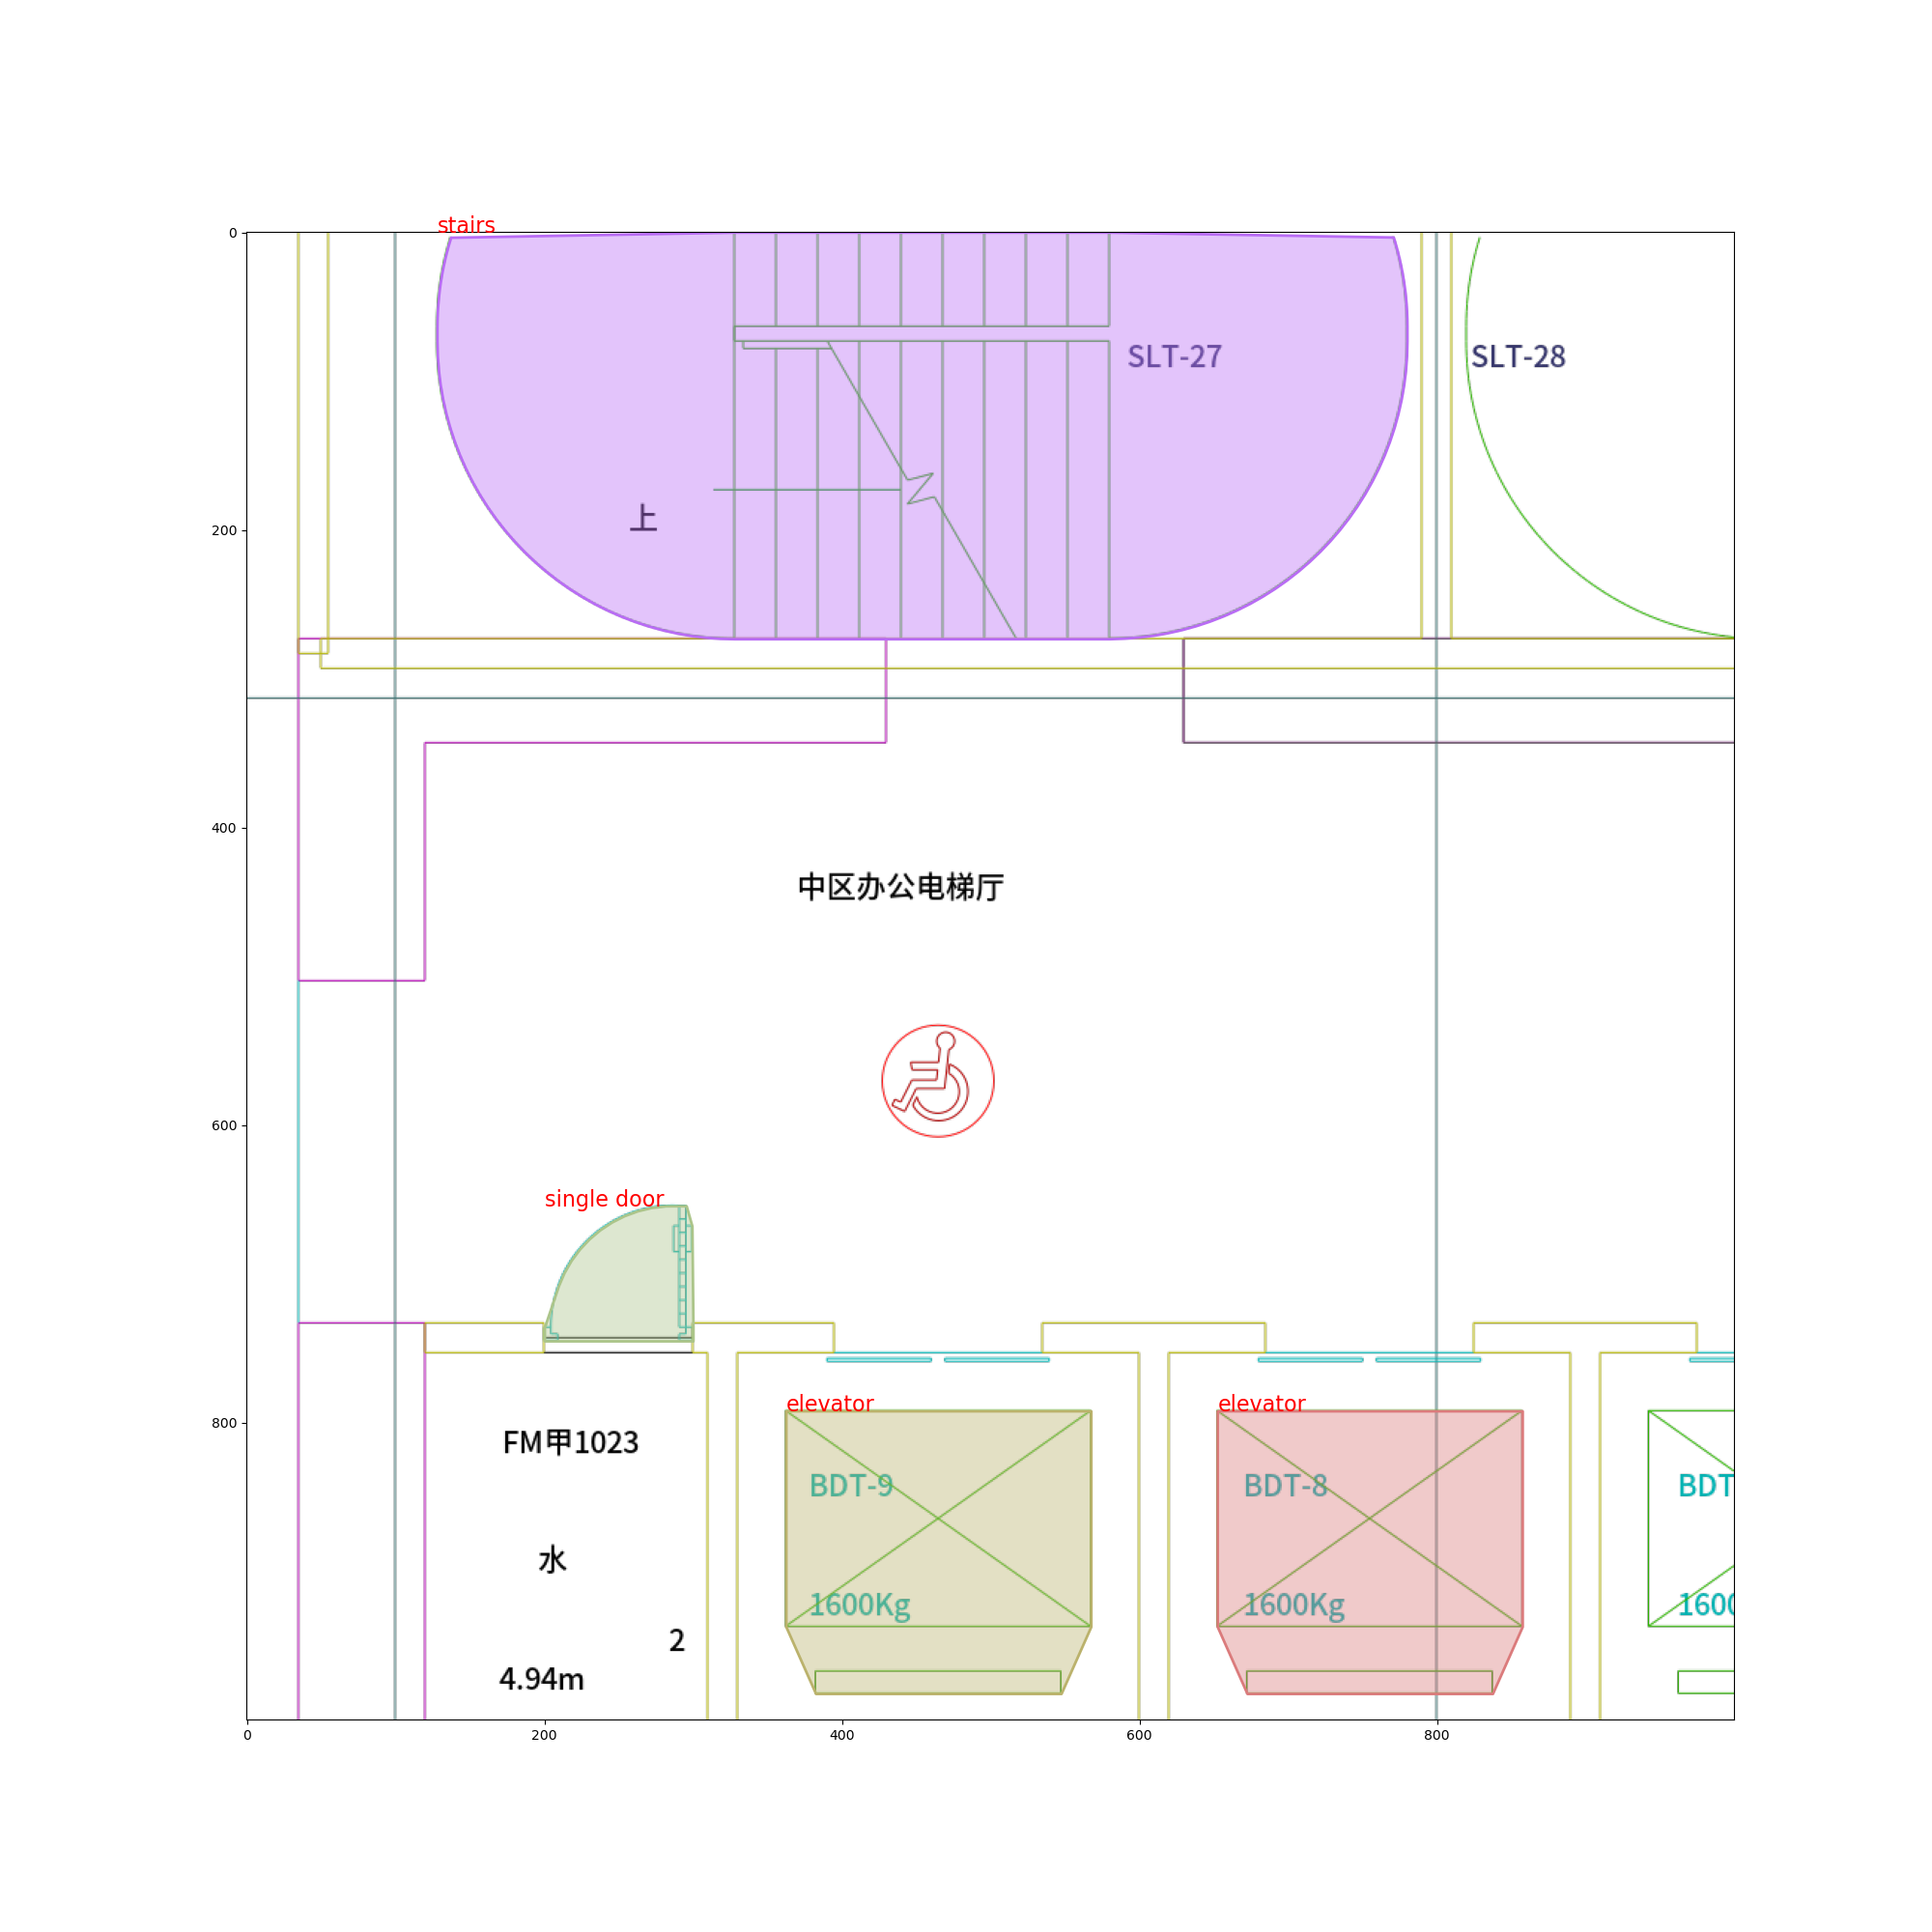 stairs
0
SLT-27
SLT-28
200
上
400
中区办公电梯厅
600
single door
800
elevator
elevator
FM甲1023
BDT-9
BDT-8
BDT
水
1600Kg
1600Kg
160
2
4.94m
0
200
400
600
800